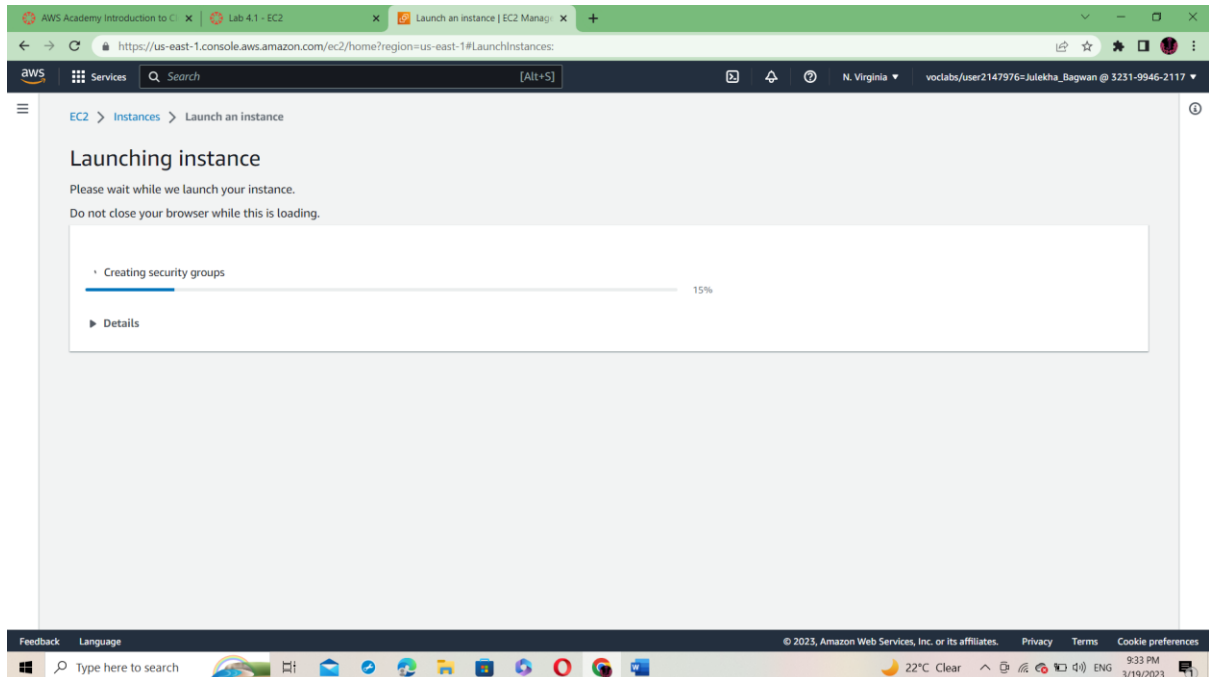 AWS Academy Introduction to Cl
Lab 4.1 - EC2
Launch an instance | EC2 Manag
https://us-east-1.console.aws.amazon.com/ec2/home?region=us-east-1#LaunchInstances:
aws Services Search [Alt+S] N. Virginia voclabs/user2147976=Julekha_Bagwan @ 3231-9946-2117
EC2 > Instances > Launch an instance
Launching instance
Please wait while we launch your instance.
Do not close your browser while this is loading.
Creating security groups
15%
Details
Feedback Language © 2023, Amazon Web Services, Inc. or its affiliates. Privacy Terms Cookie preferences
Type here to search 22°C Clear ENG 9:33 PM
3/19/2023